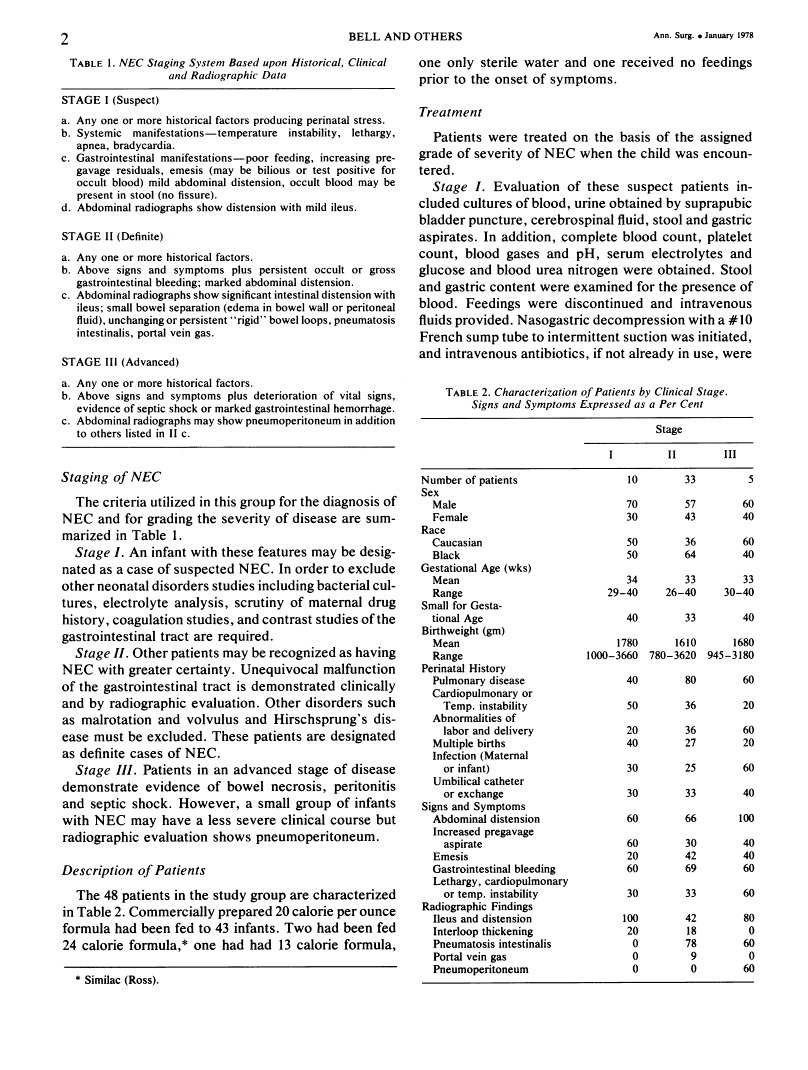 2
BELL AND OTHERS
Ann. Surg. • January 1978
TABLE 1. NEC Staging System Based upon Historical, Clinical
and Radiographic Data
STAGE I (Suspect)
a. Any one or more historical factors producing perinatal stress.
b. Systemic manifestations—temperature instability, lethargy,
apnea, bradycardia.
c. Gastrointestinal manifestations—poor feeding, increasing pre-
gavage residuals, emesis (may be bilious or test positive for
occult blood) mild abdominal distension, occult blood may be
present in stool (no fissure).
d. Abdominal radiographs show distension with mild ileus.
STAGE II (Definite)
a. Any one or more historical factors.
b. Above signs and symptoms plus persistent occult or gross
gastrointestinal bleeding; marked abdominal distension.
c. Abdominal radiographs show significant intestinal distension with
ileus; small bowel separation (edema in bowel wall or peritoneal
fluid), unchanging or persistent "rigid" bowel loops, pneumatosis
intestinalis, portal vein gas.
STAGE III (Advanced)
a. Any one or more historical factors.
b. Above signs and symptoms plus deterioration of vital signs,
evidence of septic shock or marked gastrointestinal hemorrhage.
c. Abdominal radiographs may show pneumoperitoneum in addition
to others listed in II c.
Staging of NEC
The criteria utilized in this group for the diagnosis of
NEC and for grading the severity of disease are sum-
marized in Table 1.
Stage I. An infant with these features may be desig-
nated as a case of suspected NEC. In order to exclude
other neonatal disorders studies including bacterial cul-
tures, electrolyte analysis, scrutiny of maternal drug
history, coagulation studies, and contrast studies of the
gastrointestinal tract are required.
Stage II. Other patients may be recognized as having
NEC with greater certainty. Unequivocal malfunction
of the gastrointestinal tract is demonstrated clinically
and by radiographic evaluation. Other disorders such
as malrotation and volvulus and Hirschsprung's dis-
ease must be excluded. These patients are designated
as definite cases of NEC.
Stage III. Patients in an advanced stage of disease
demonstrate evidence of bowel necrosis, peritonitis
and septic shock. However, a small group of infants
with NEC may have a less severe clinical course but
radiographic evaluation shows pneumoperitoneum.
Description of Patients
The 48 patients in the study group are characterized
in Table 2. Commercially prepared 20 calorie per ounce
formula had been fed to 43 infants. Two had been fed
24 calorie formula,* one had had 13 calorie formula,
* Similac (Ross).
one only sterile water and one received no feedings
prior to the onset of symptoms.
Treatment
Patients were treated on the basis of the assigned
grade of severity of NEC when the child was encoun-
tered.
Stage I. Evaluation of these suspect patients in-
cluded cultures of blood, urine obtained by suprapubic
bladder puncture, cerebrospinal fluid, stool and gastric
aspirates. In addition, complete blood count, platelet
count, blood gases and pH, serum electrolytes and
glucose and blood urea nitrogen were obtained. Stool
and gastric content were examined for the presence of
blood. Feedings were discontinued and intravenous
fluids provided. Nasogastric decompression with a #10
French sump tube to intermittent suction was initiated,
and intravenous antibiotics, if not already in use, were
TABLE 2. Characterization of Patients by Clinical Stage.
Signs and Symptoms Expressed as a Per Cent
Stage
I II III
Number of patients 10 33 5
Sex
Male 70 57 60
Female 30 43 40
Race
Caucasian 50 36 60
Black 50 64 40
Gestational Age (wks)
Mean 34 33 33
Range 29–40 26–40 30–40
Small for Gesta-
tional Age 40 33 40
Birthweight (gm)
Mean 1780 1610 1680
Range 1000–3660 780–3620 945–3180
Perinatal History
Pulmonary disease 40 80 60
Cardiopulmonary or
Temp. instability 50 36 20
Abnormalities of
labor and delivery 20 36 60
Multiple births 40 27 20
Infection (Maternal
or infant) 30 25 60
Umbilical catheter
or exchange 30 33 40
Signs and Symptoms
Abdominal distension 60 66 100
Increased pregavage
aspirate 60 30 40
Emesis 20 42 40
Gastrointestinal bleeding 60 69 60
Lethargy, cardiopulmonary
or temp. instability 30 33 60
Radiographic Findings
Ileus and distension 100 42 80
Interloop thickening 20 18 0
Pneumatosis intestinalis 0 78 60
Portal vein gas 0 9 0
Pneumoperitoneum 0 0 60